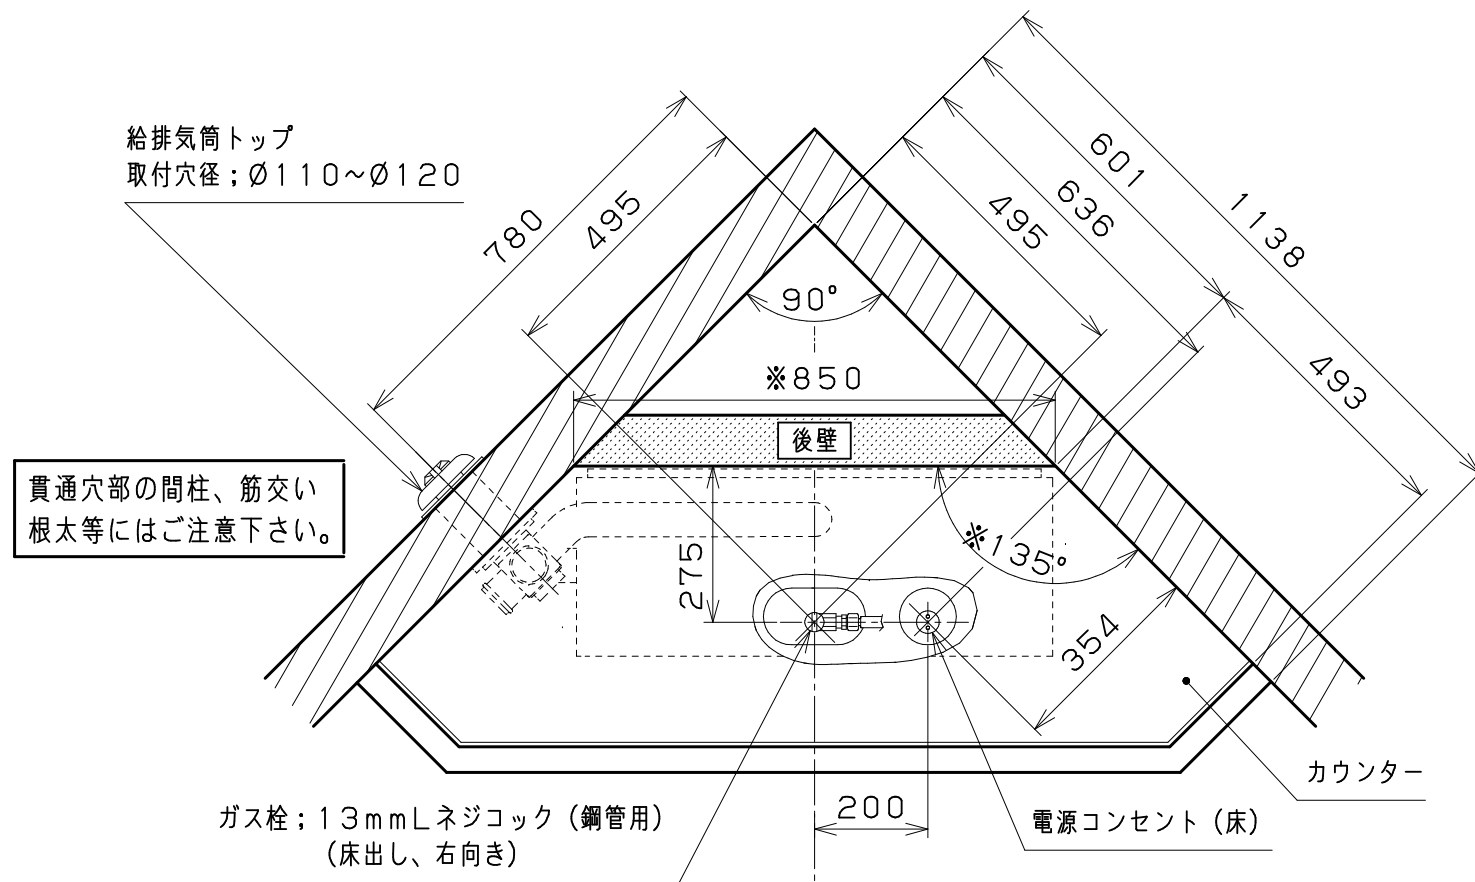 給排気筒トップ
取付穴径；Ø110～Ø120
780
495
601
636
495
1138
493
90°
※850
後壁
貫通穴部の間柱、筋交い
根太等にはご注意下さい。
275
※135°
354
カウンター
ガス栓；13mmLネジコック（鋼管用）
（床出し、右向き）
200
電源コンセント（床）